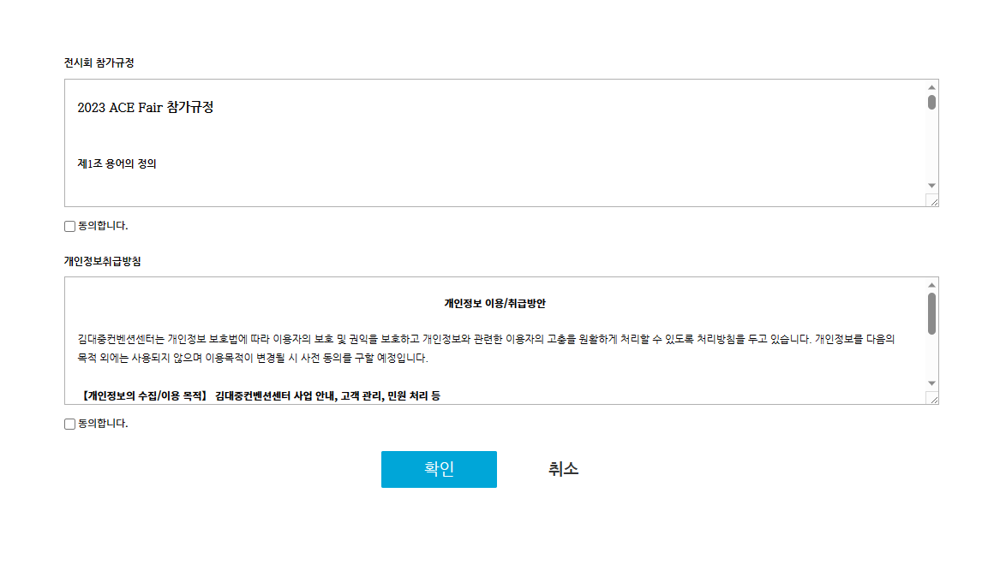 전시회 참가규정
2023 ACE Fair 참가규정
제1조 용어의 정의
동의합니다.
개인정보취급방침
개인정보 이용/취급방안
김대중컨벤션센터는 개인정보 보호법에 따라 이용자의 보호 및 권익을 보호하고 개인정보와 관련한 이용자의 고충을 원활하게 처리할 수 있도록 처리방침을 두고 있습니다. 개인정보를 다음의
목적 외에는 사용되지 않으며 이용목적이 변경될 시 사전 동의를 구할 예정입니다.
【개인정보의 수집/이용 목적】 김대중컨벤션센터 사업 안내, 고객 관리, 민원 처리 등
동의합니다.
확인 취소